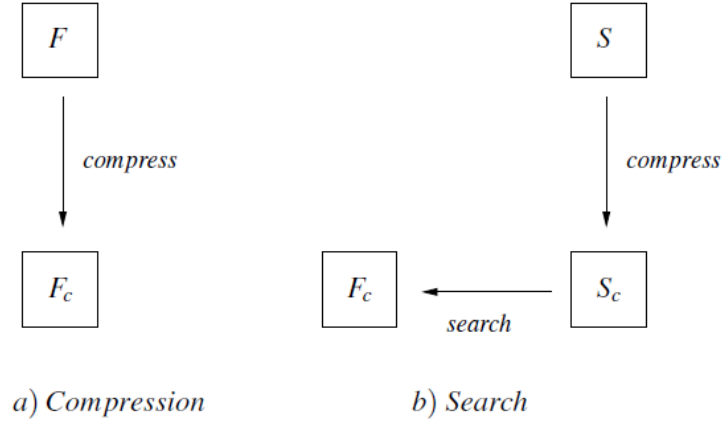 F S
compress compress
F_c F_c S_c
search
a) Compression b) Search